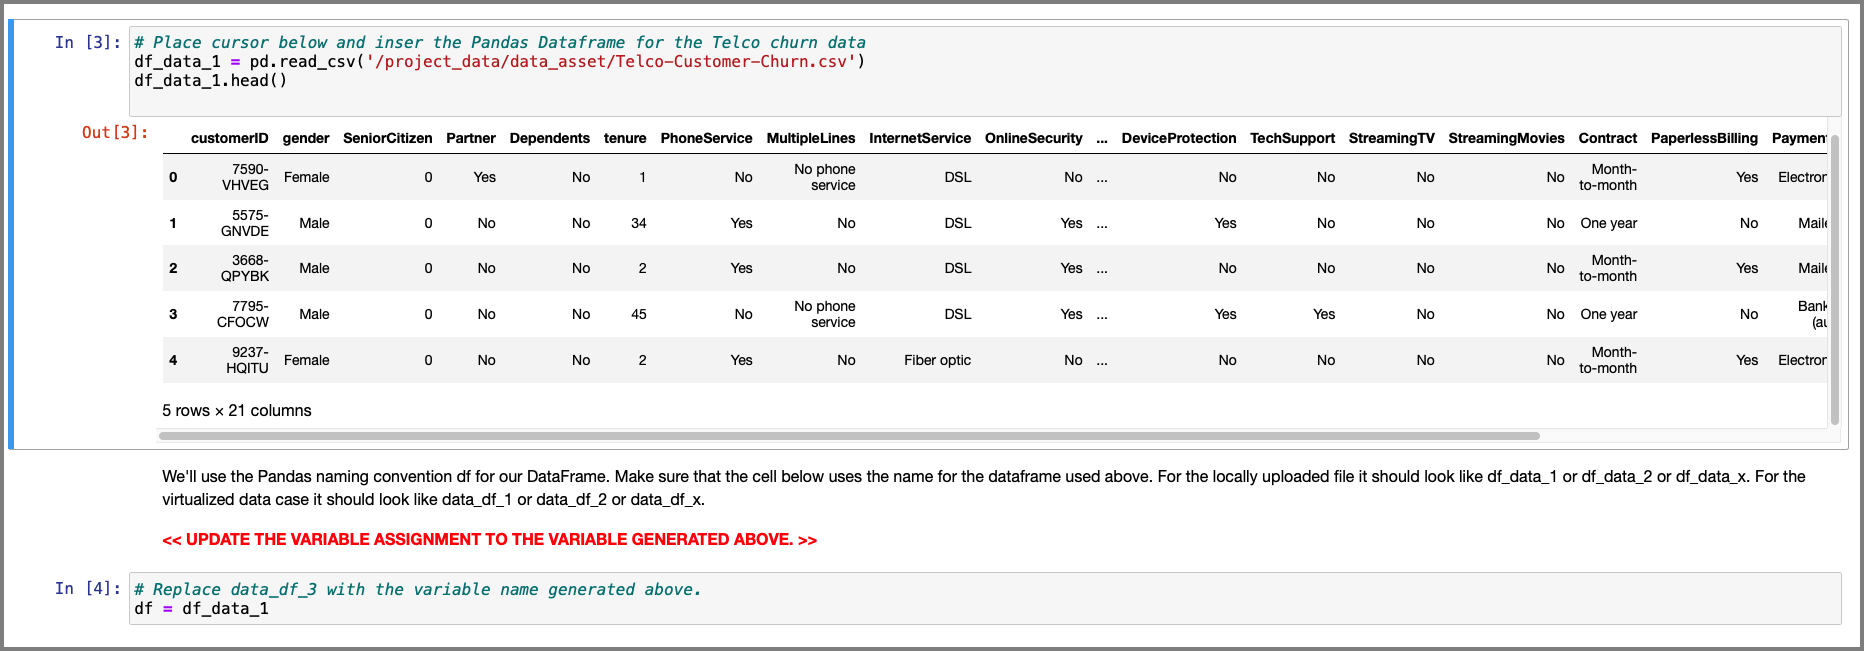 In [3]: # Place cursor below and inser the Pandas Dataframe for the Telco churn data
df_data_1 = pd.read_csv('/project_data/data_asset/Telco-Customer-Churn.csv')
df_data_1.head()
Out[3]:
customerID gender SeniorCitizen Partner Dependents tenure PhoneService MultipleLines InternetService OnlineSecurity ... DeviceProtection TechSupport StreamingTV StreamingMovies Contract PaperlessBilling Paymen
0 7590-VHVEG Female 0 Yes No 1 No No phone service DSL No ... No No No No Month-to-month Yes Electron
1 5575-GNVDE Male 0 No No 34 Yes No DSL Yes ... Yes No No No One year No Maile
2 3668-QPYBK Male 0 No No 2 Yes No DSL Yes ... No No No No Month-to-month Yes Maile
3 7795-CFOCW Male 0 No No 45 No No phone service DSL Yes ... Yes Yes No No One year No Bank (au
4 9237-HQITU Female 0 No No 2 Yes No Fiber optic No ... No No No No Month-to-month Yes Electron
5 rows × 21 columns
We'll use the Pandas naming convention df for our DataFrame. Make sure that the cell below uses the name for the dataframe used above. For the locally uploaded file it should look like df_data_1 or df_data_2 or df_data_x. For the
virtualized data case it should look like data_df_1 or data_df_2 or data_df_x.
<< UPDATE THE VARIABLE ASSIGNMENT TO THE VARIABLE GENERATED ABOVE. >>
In [4]: # Replace data_df_3 with the variable name generated above.
df = df_data_1